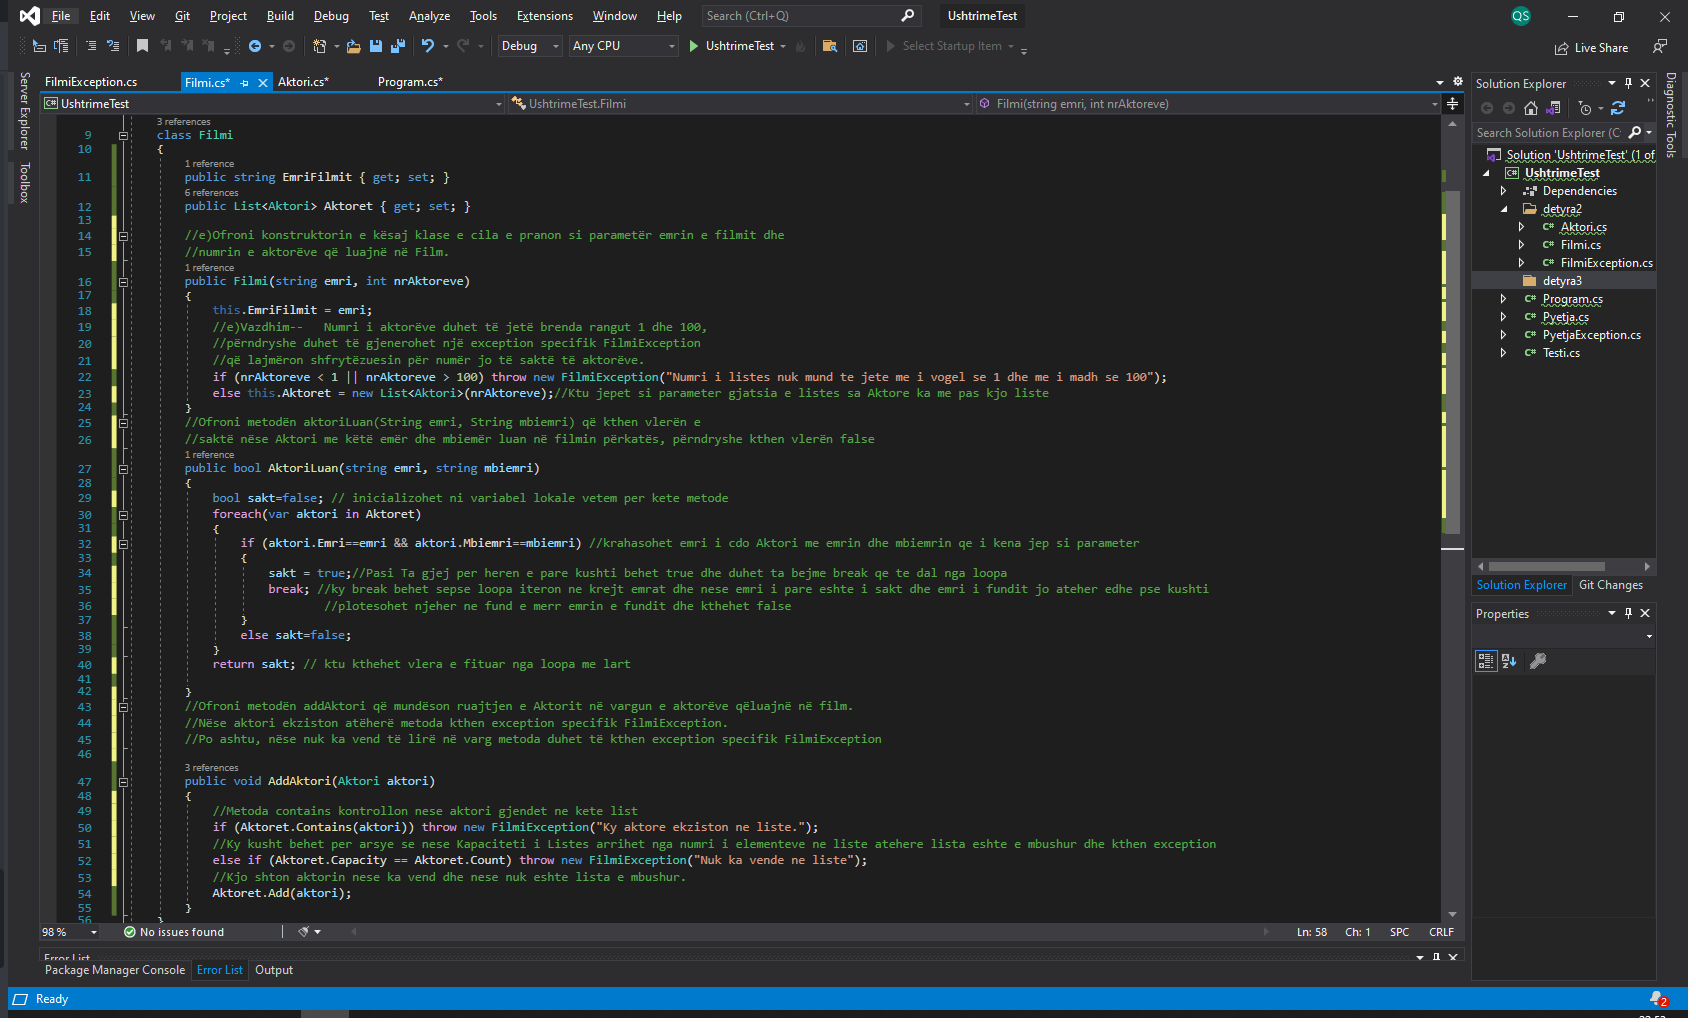 File Edit View Git Project Build Debug Test Analyze Tools Extensions Window Help Search (Ctrl+Q) UshtrimeTest QS
Debug Any CPU UshtrimeTest Select Startup Item Live Share
Server Explorer
Toolbox
FilmiException.cs Filmi.cs* Aktori.cs* Program.cs*
C# UshtrimeTest UshtrimeTest.Filmi Filmi(string emri, int nrAktoreve)
3 references
9 class Filmi
10 {
1 reference
11 public string EmriFilmit { get; set; }
6 references
12 public List<Aktori> Aktoret { get; set; }
13
14 //e)Ofroni konstruktorin e kësaj klase e cila e pranon si parametër emrin e filmit dhe
15 //numrin e aktorëve që luajnë në Film.
1 reference
16 public Filmi(string emri, int nrAktoreve)
17 {
18 this.EmriFilmit = emri;
19 //e)Vazhdim-- Numri i aktorëve duhet të jetë brenda rangut 1 dhe 100,
20 //përndryshe duhet të gjenerohet një exception specifik FilmiException
21 //që lajmëron shfrytëzuesin për numër jo të saktë të aktorëve.
22 if (nrAktoreve < 1 || nrAktoreve > 100) throw new FilmiException("Numri i listes nuk mund te jete me i vogel se 1 dhe me i madh se 100");
23 else this.Aktoret = new List<Aktori>(nrAktoreve);//Ktu jepet si parameter gjatsia e listes sa Aktore ka me pas kjo liste
24 }
25 //Ofroni metodën aktoriLuan(String emri, String mbiemri) që kthen vlerën e
26 //saktë nëse Aktori me këtë emër dhe mbiemër luan në filmin përkatës, përndryshe kthen vlerën false
1 reference
27 public bool AktoriLuan(string emri, string mbiemri)
28 {
29 bool sakt=false; // inicializohet ni variabel lokale vetem per kete metode
30 foreach(var aktori in Aktoret)
31 {
32 if (aktori.Emri==emri && aktori.Mbiemri==mbiemri) //krahasohet emri i cdo Aktori me emrin dhe mbiemrin qe i kena jep si parameter
33 {
34 sakt = true;//Pasi Ta gjej per heren e pare kushti behet true dhe duhet ta bejme break qe te dal nga loopa
35 break; //ky break behet sepse loopa iteron ne krejt emrat dhe nese emri i pare eshte i sakt dhe emri i fundit jo ateher edhe pse kushti
36 //plotesohet njeher ne fund e merr emrin e fundit dhe kthehet false
37 }
38 else sakt=false;
39 }
40 return sakt; // ktu kthehet vlera e fituar nga loopa me lart
41
42 }
43 //Ofroni metodën addAktori që mundëson ruajtjen e Aktorit në vargun e aktorëve qëluajnë në film.
44 //Nëse aktori ekziston atëherë metoda kthen exception specifik FilmiException.
45 //Po ashtu, nëse nuk ka vend të lirë në varg metoda duhet të kthen exception specifik FilmiException
46
3 references
47 public void AddAktori(Aktori aktori)
48 {
49 //Metoda contains kontrollon nese aktori gjendet ne kete list
50 if (Aktoret.Contains(aktori)) throw new FilmiException("Ky aktore ekziston ne liste.");
51 //Ky kusht behet per arsye se nese Kapaciteti i Listes arrihet nga numri i elementeve ne liste atehere lista eshte e mbushur dhe kthen exception
52 else if (Aktoret.Capacity == Aktoret.Count) throw new FilmiException("Nuk ka vende ne liste");
53 //Kjo shton aktorin nese ka vend dhe nese nuk eshte lista e mbushur.
54 Aktoret.Add(aktori);
55 }
56 }
98 % No issues found Ln: 58 Ch: 1 SPC CRLF
Error List
Package Manager Console Error List Output
Ready 2
Solution Explorer
Search Solution Explorer (C
Solution 'UshtrimeTest' (1 of
C# UshtrimeTest
Dependencies
detyra2
C# Aktori.cs
C# Filmi.cs
C# FilmiException.cs
detyra3
C# Program.cs
C# Pyetja.cs
C# PyetjaException.cs
C# Testi.cs
Solution Explorer Git Changes
Properties
Diagnostic Tools